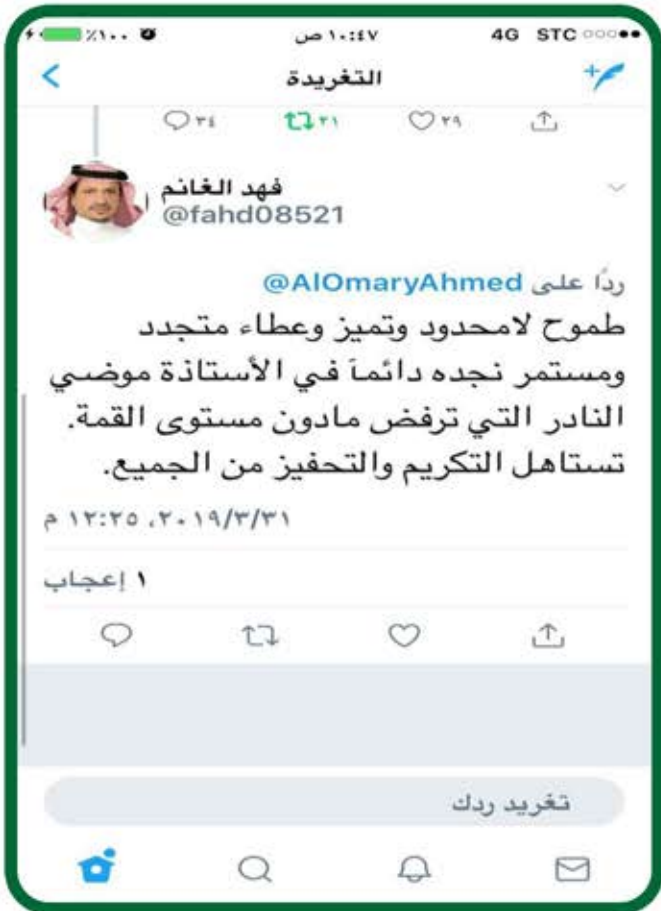 ٪١٠٠ ١٠:٤٧ ص 4G STC
التغريدة
٣٤ ٢١ ٢٩
فهد الغانم
@fahd08521
ردًا على @AlOmaryAhmed
طموح لامحدود وتميز وعطاء متجدد
ومستمر نجده دائماَ في الأستاذة موضي
النادر التي ترفض مادون مستوى القمة.
تستاهل التكريم والتحفيز من الجميع.
٢٠١٩/٣/٣١، ١٢:٢٥ م
١ إعجاب
تغريد ردك